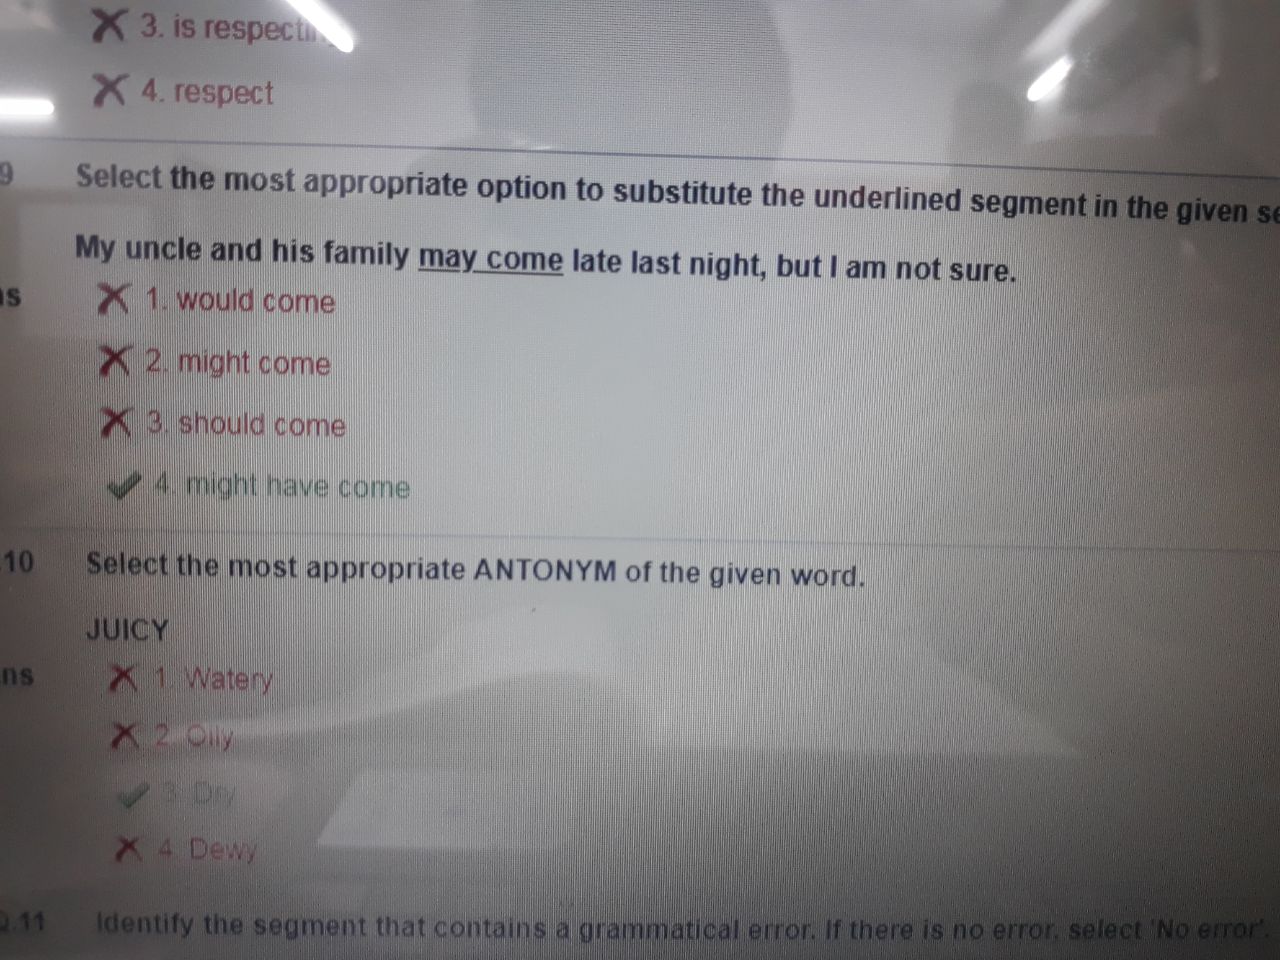 3. is respecting
4. respect
9 Select the most appropriate option to substitute the underlined segment in the given se
My uncle and his family may come late last night, but I am not sure.
ns 1. would come
2. might come
3. should come
4. might have come
.10 Select the most appropriate ANTONYM of the given word.
JUICY
ns 1. Watery
2. Oily
3. Dry
4. Dewy
Q.11 Identify the segment that contains a grammatical error. If there is no error, select 'No error'.